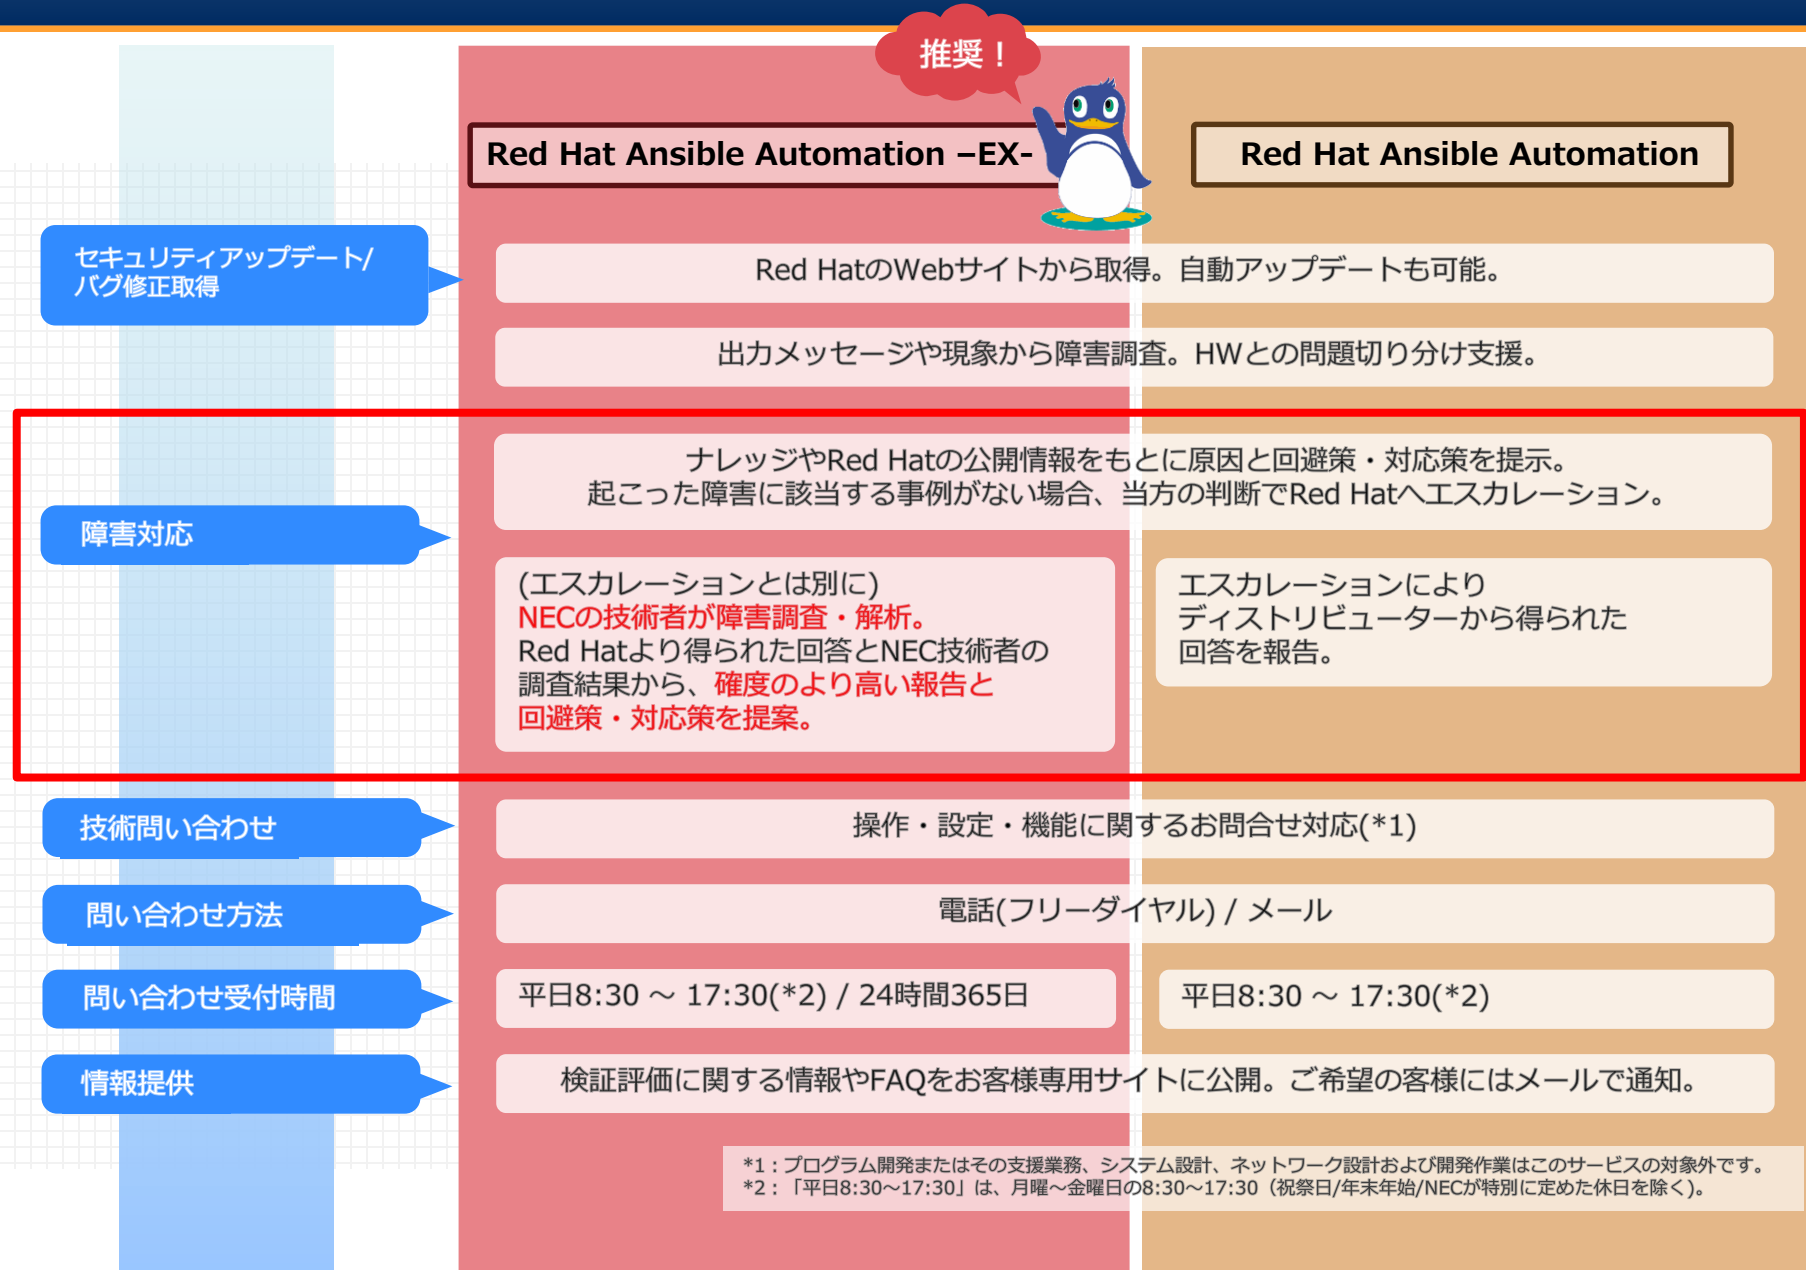 推奨！
Red Hat Ansible Automation –EX-
Red Hat Ansible Automation
セキュリティアップデート/
バグ修正取得
Red HatのWebサイトから取得。自動アップデートも可能。
出力メッセージや現象から障害調査。HWとの問題切り分け支援。
障害対応
ナレッジやRed Hatの公開情報をもとに原因と回避策・対応策を提示。
起こった障害に該当する事例がない場合、当方の判断でRed Hatへエスカレーション。
(エスカレーションとは別に)
NECの技術者が障害調査・解析。
Red Hatより得られた回答とNEC技術者の
調査結果から、確度のより高い報告と
回避策・対応策を提案。
エスカレーションにより
ディストリビューターから得られた
回答を報告。
技術問い合わせ
操作・設定・機能に関するお問合せ対応(*1)
問い合わせ方法
電話(フリーダイヤル) / メール
問い合わせ受付時間
平日8:30 ～ 17:30(*2) / 24時間365日
平日8:30 ～ 17:30(*2)
情報提供
検証評価に関する情報やFAQをお客様専用サイトに公開。ご希望の客様にはメールで通知。
*1：プログラム開発またはその支援業務、システム設計、ネットワーク設計および開発作業はこのサービスの対象外です。
*2：「平日8:30～17:30」は、月曜～金曜日の8:30～17:30（祝祭日/年末年始/NECが特別に定めた休日を除く)。